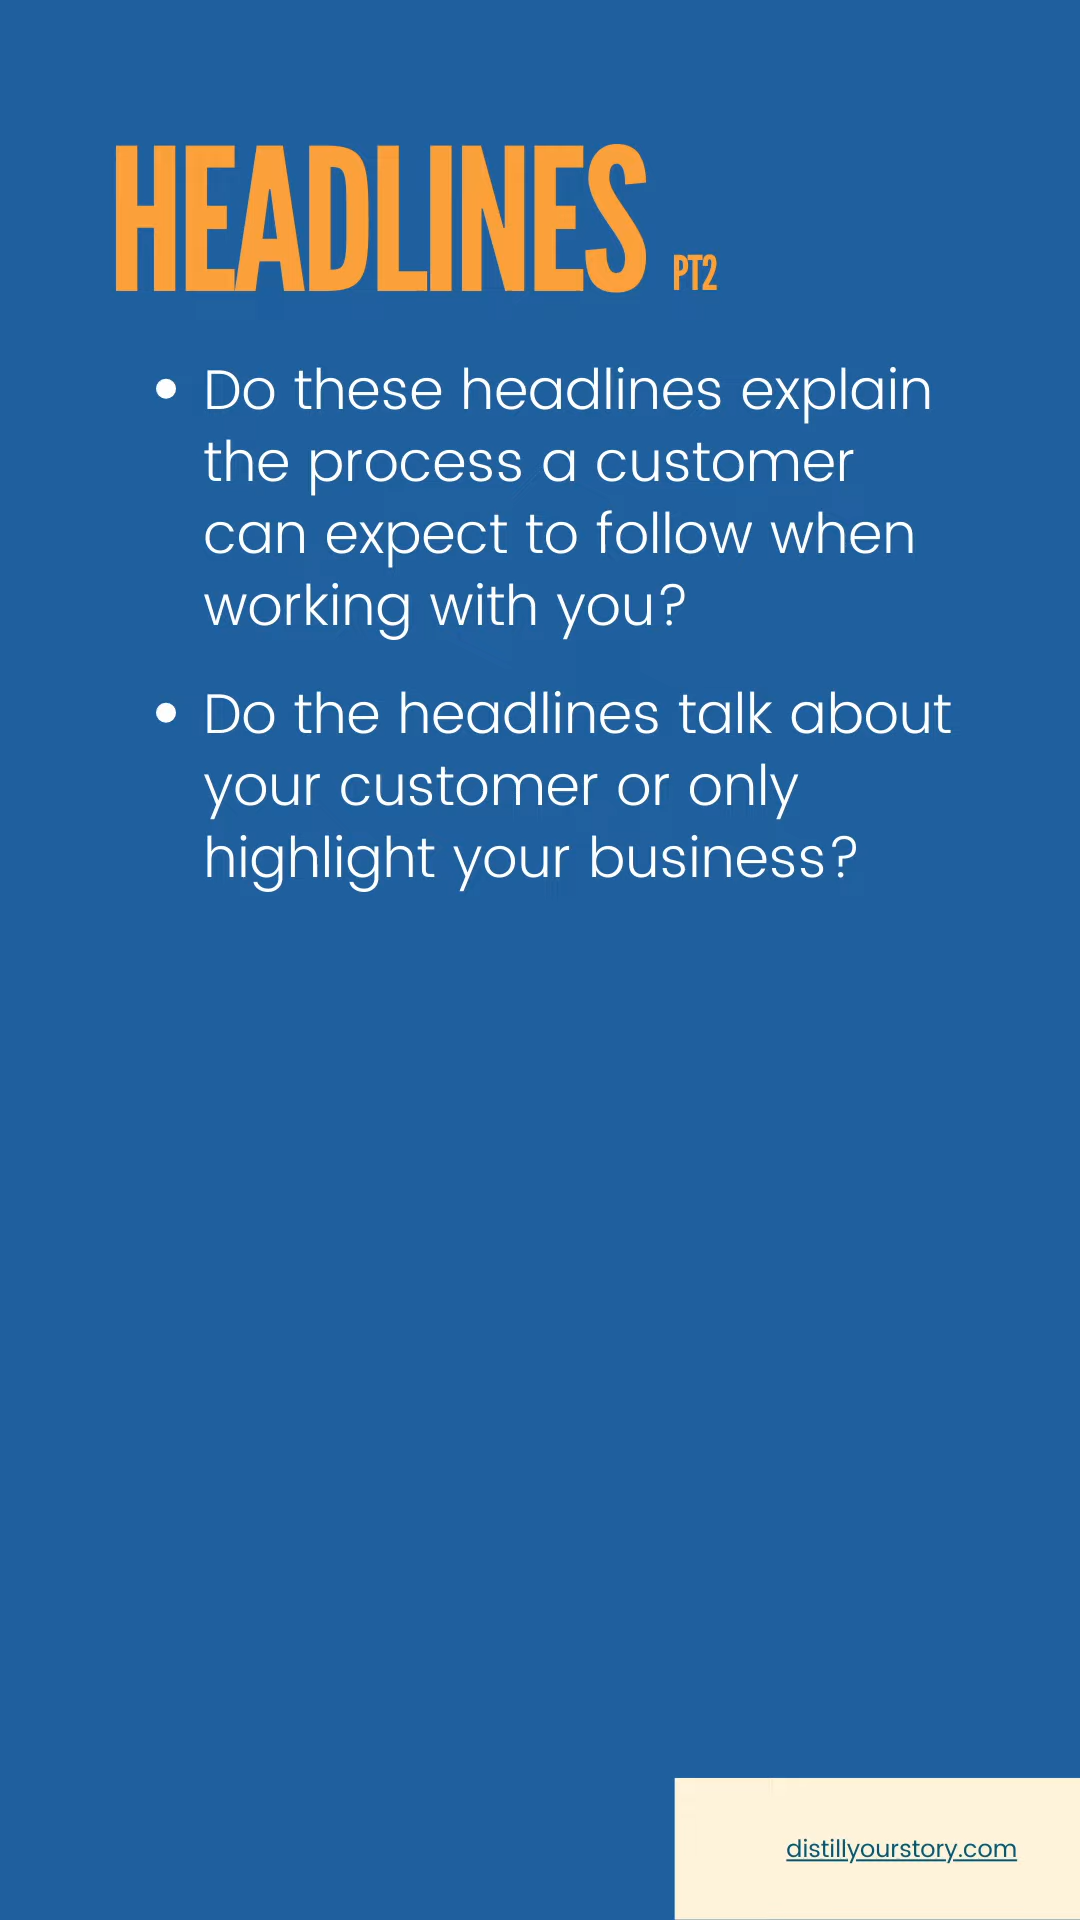 HEADLINES PT2
• Do these headlines explain
the process a customer
can expect to follow when
working with you?
• Do the headlines talk about
your customer or only
highlight your business?
distillyourstory.com